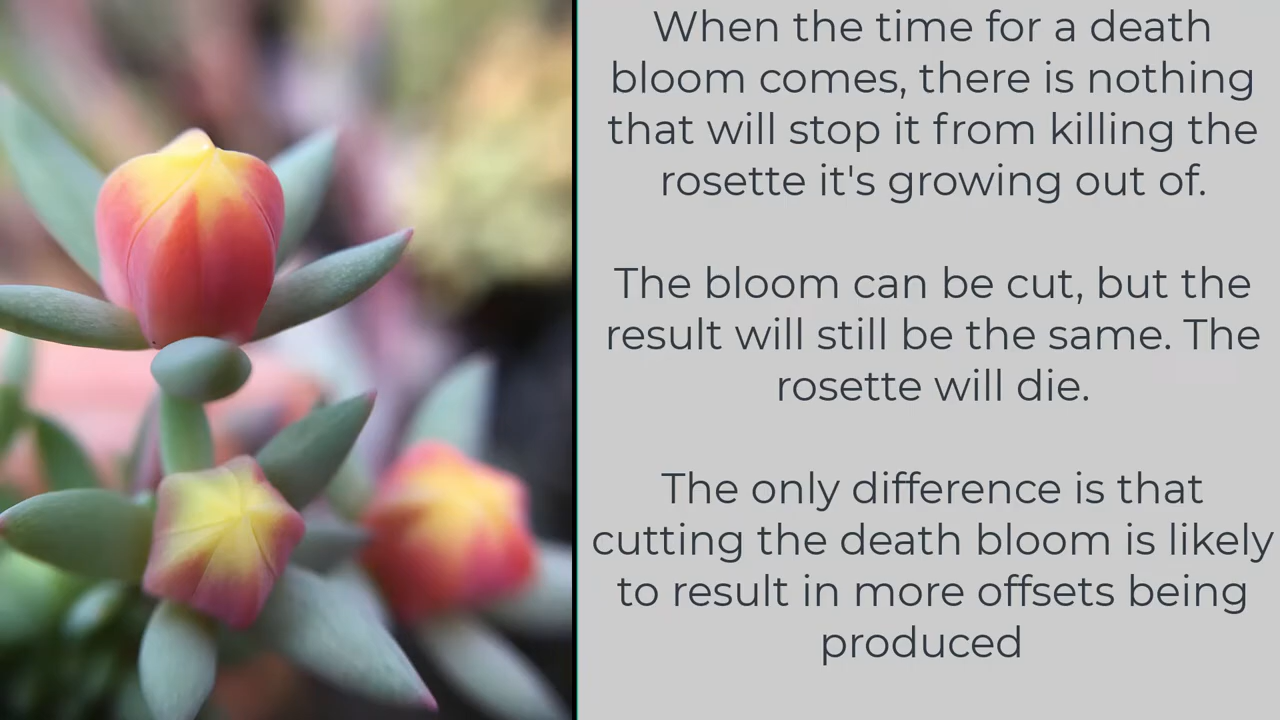 When the time for a death
bloom comes, there is nothing
that will stop it from killing the
rosette it's growing out of.
The bloom can be cut, but the
result will still be the same. The
rosette will die.
The only difference is that
cutting the death bloom is likely
to result in more offsets being
produced